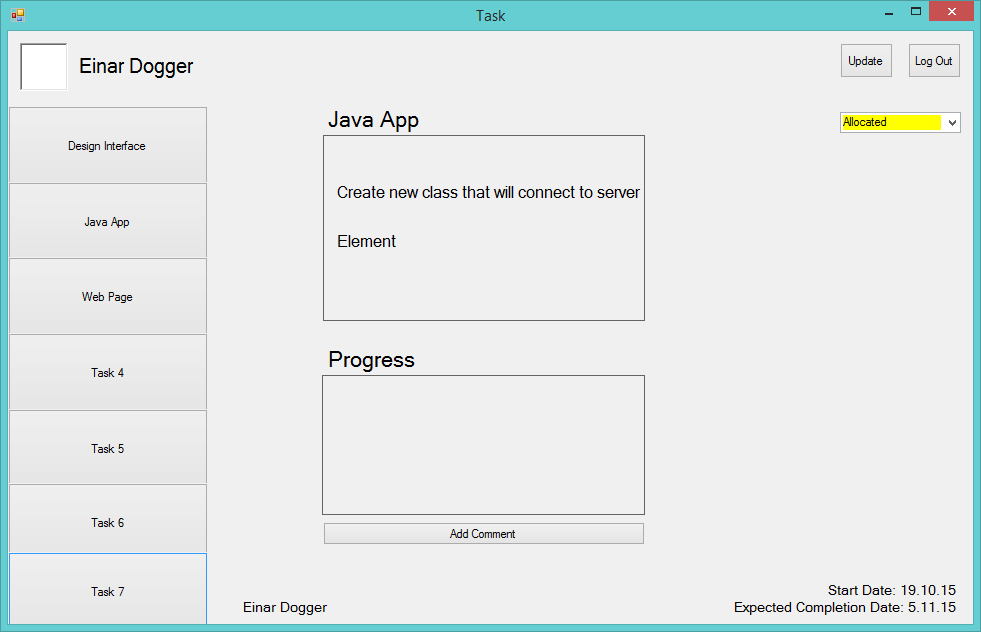 Task
Einar Dogger
Update
Log Out
Allocated
Design Interface
Java App
Web Page
Task 4
Task 5
Task 6
Task 7
Java App
Create new class that will connect to server
Element
Progress
Add Comment
Einar Dogger
Start Date: 19.10.15
Expected Completion Date: 5.11.15